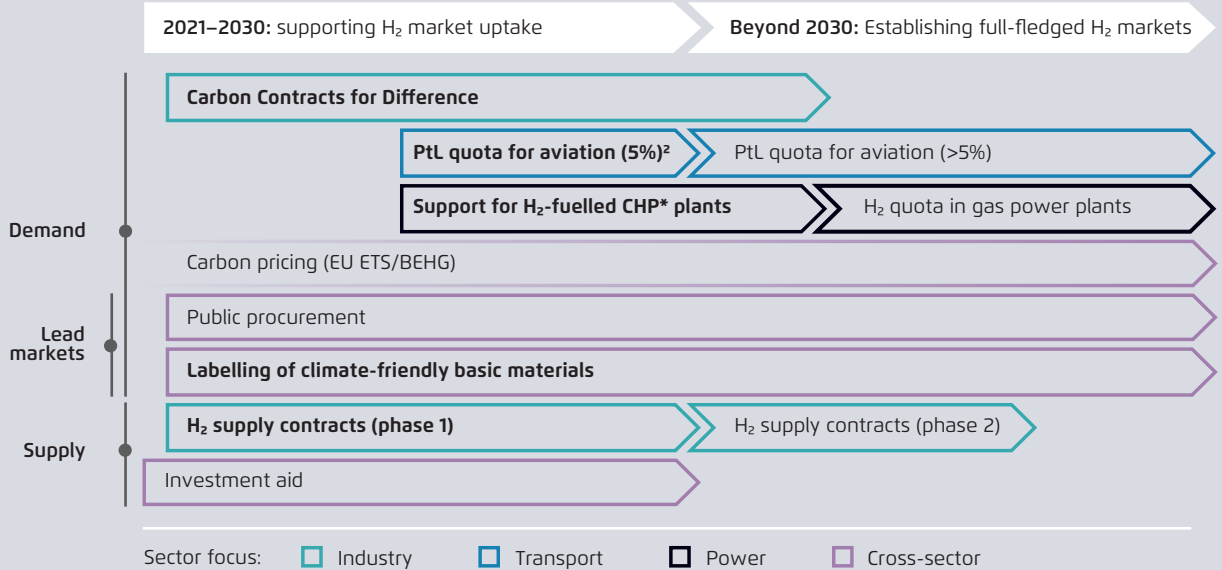 2021–2030: supporting H₂ market uptake
Beyond 2030: Establishing full-fledged H₂ markets
Carbon Contracts for Difference
PtL quota for aviation (5%)²
PtL quota for aviation (>5%)
Support for H₂-fuelled CHP* plants
H₂ quota in gas power plants
Demand
Carbon pricing (EU ETS/BEHG)
Public procurement
Lead
markets
Labelling of climate-friendly basic materials
H₂ supply contracts (phase 1)
H₂ supply contracts (phase 2)
Supply
Investment aid
Sector focus:
Industry
Transport
Power
Cross-sector